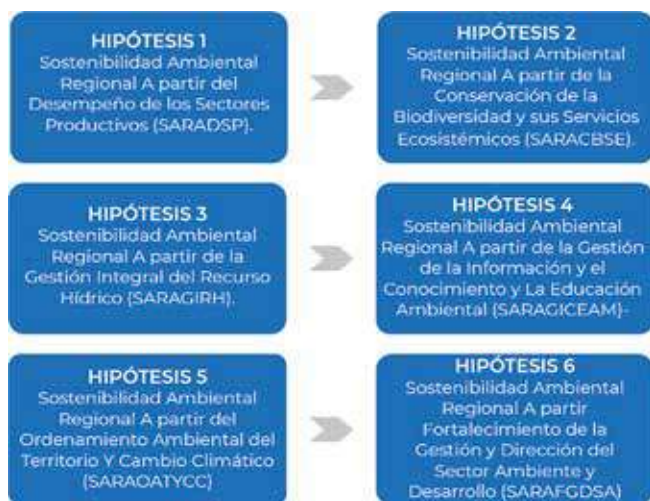 HIPÓTESIS 1
Sostenibilidad Ambiental
Regional A partir del
Desempeño de los Sectores
Productivos (SARADSP).
HIPÓTESIS 2
Sostenibilidad Ambiental
Regional A partir de la
Conservación de la
Biodiversidad y sus Servicios
Ecosistémicos (SARACBSE).
HIPÓTESIS 3
Sostenibilidad Ambiental
Regional A partir de la
Gestión Integral del Recurso
Hídrico (SARAGIRH).
HIPÓTESIS 4
Sostenibilidad Ambiental
Regional A partir de la Gestión
de la Información y el
Conocimiento y La Educación
Ambiental (SARAGICEAM)-
HIPÓTESIS 5
Sostenibilidad Ambiental
Regional A partir del
Ordenamiento Ambiental del
Territorio Y Cambio Climático
(SARAOATYCC)
HIPÓTESIS 6
Sostenibilidad Ambiental
Regional A partir
Fortalecimiento de la
Gestión y Dirección del
Sector Ambiente y
Desarrollo (SARAFGDSA)